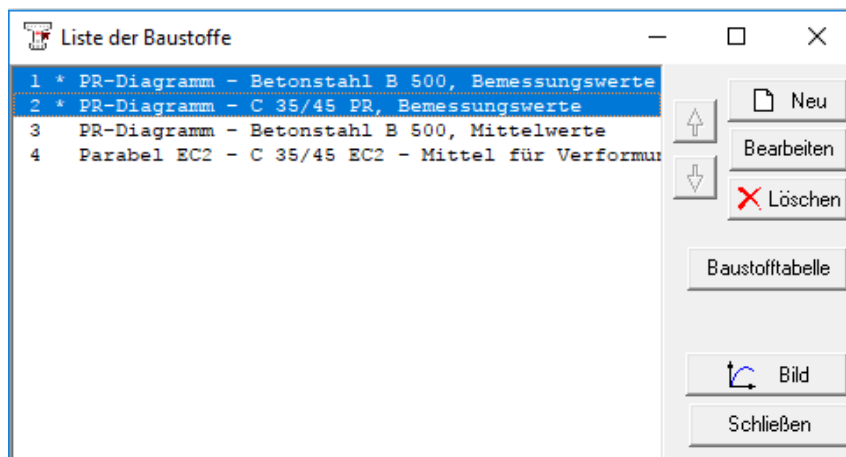 Liste der Baustoffe
1 * PR-Diagramm - Betonstahl B 500, Bemessungswerte
2 * PR-Diagramm - C 35/45 PR, Bemessungswerte
3 PR-Diagramm - Betonstahl B 500, Mittelwerte
4 Parabel EC2 - C 35/45 EC2 - Mittel für
Neu
Bearbeiten
Löschen
Baustofftabelle
Bild
Schließen